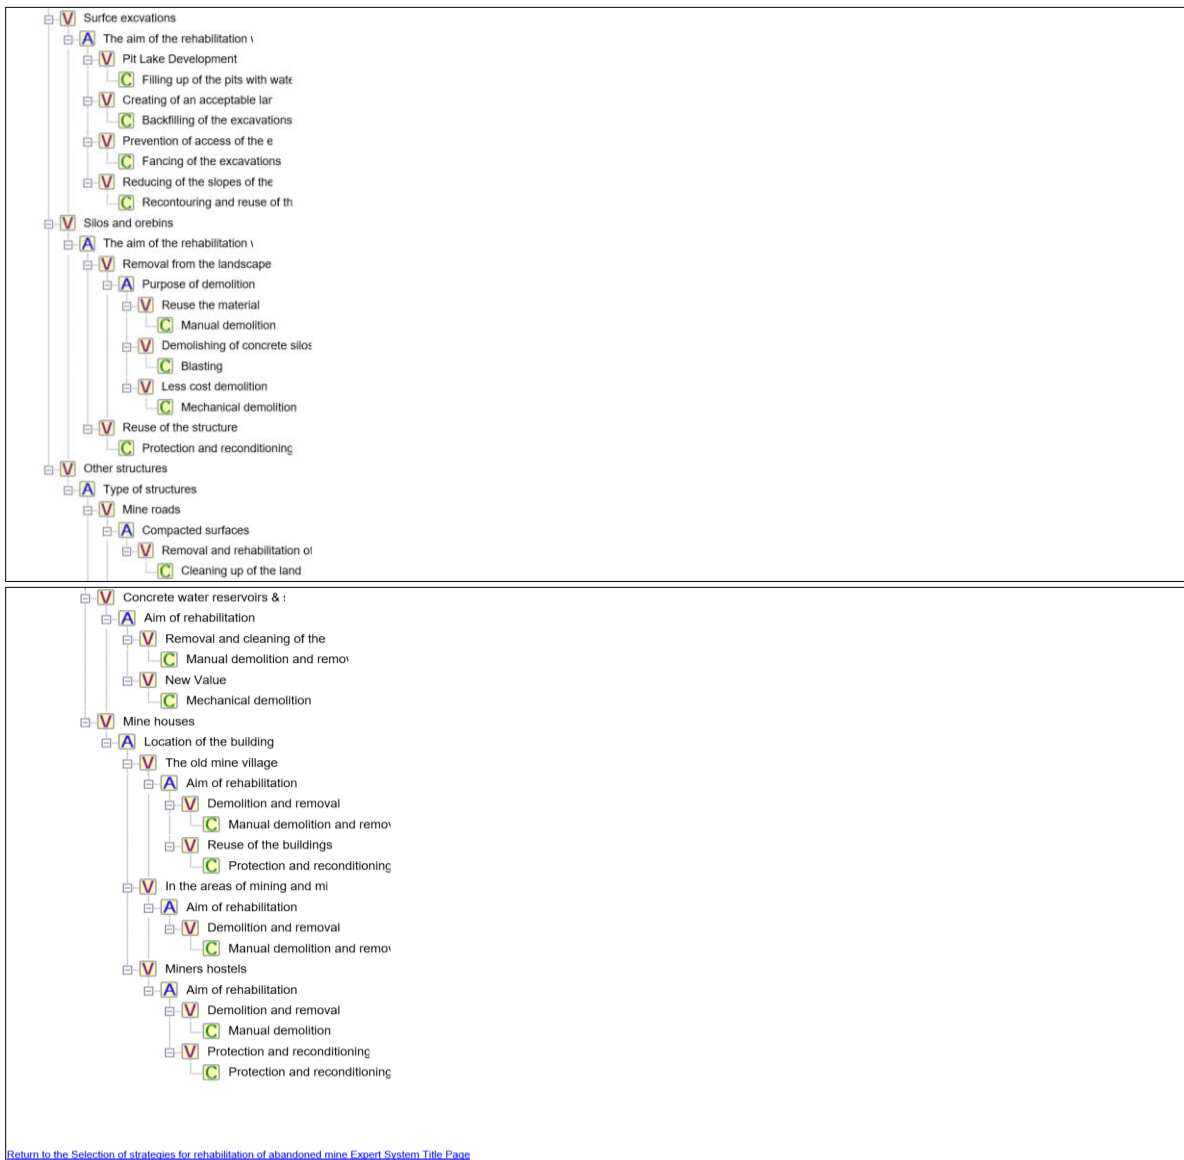 V Surfce excvations
A The aim of the rehabilitation
V Pit Lake Development
C Filling up of the pits with wate
V Creating of an acceptable lar
C Backfilling of the excavations
V Prevention of access of the e
C Fancing of the excavations
V Reducing of the slopes of the
C Recontouring and reuse of th
V Silos and orebins
A The aim of the rehabilitation
V Removal from the landscape
A Purpose of demolition
V Reuse the material
C Manual demolition
V Demolishing of concrete silos
C Blasting
V Less cost demolition
C Mechanical demolition
V Reuse of the structure
C Protection and reconditioning
V Other structures
A Type of structures
V Mine roads
A Compacted surfaces
V Removal and rehabilitation of
C Cleaning up of the land
V Concrete water reservoirs &
A Aim of rehabilitation
V Removal and cleaning of the
C Manual demolition and remov
V New Value
C Mechanical demolition
V Mine houses
A Location of the building
V The old mine village
A Aim of rehabilitation
V Demolition and removal
C Manual demolition and remov
V Reuse of the buildings
C Protection and reconditioning
V In the areas of mining and mi
A Aim of rehabilitation
V Demolition and removal
C Manual demolition and remov
V Miners hostels
A Aim of rehabilitation
V Demolition and removal
C Manual demolition
V Protection and reconditioning
C Protection and reconditioning
Return to the Selection of strategies for rehabilitation of abandoned mine Expert System Title Page